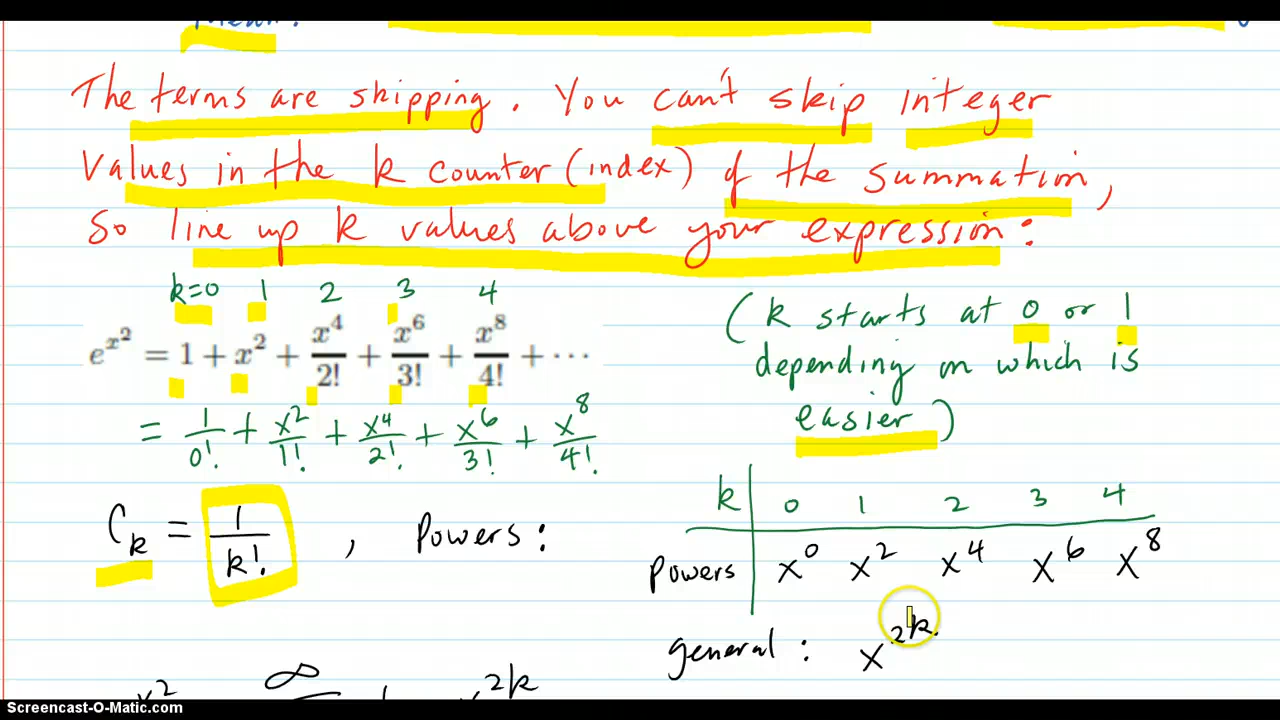 mean?
The terms are skipping. You can't skip integer
values in the k counter (index) of the summation,
So line up k values above your expression:
k=0 1 2 3 4
e^{x^2} = 1 + x^2 + x^4/2! + x^6/3! + x^8/4! + ⋯
= 1/0! + x^2/1! + x^4/2! + x^6/3! + x^8/4!
(k starts at 0 or 1
depending on which is
easier)
C_k = 1/k! , Powers:
k 0 1 2 3 4
Powers x^0 x^2 x^4 x^6 x^8
general: x^{2k}
x^2 ∞ 1 x^{2k}
Screencast-O-Matic.com